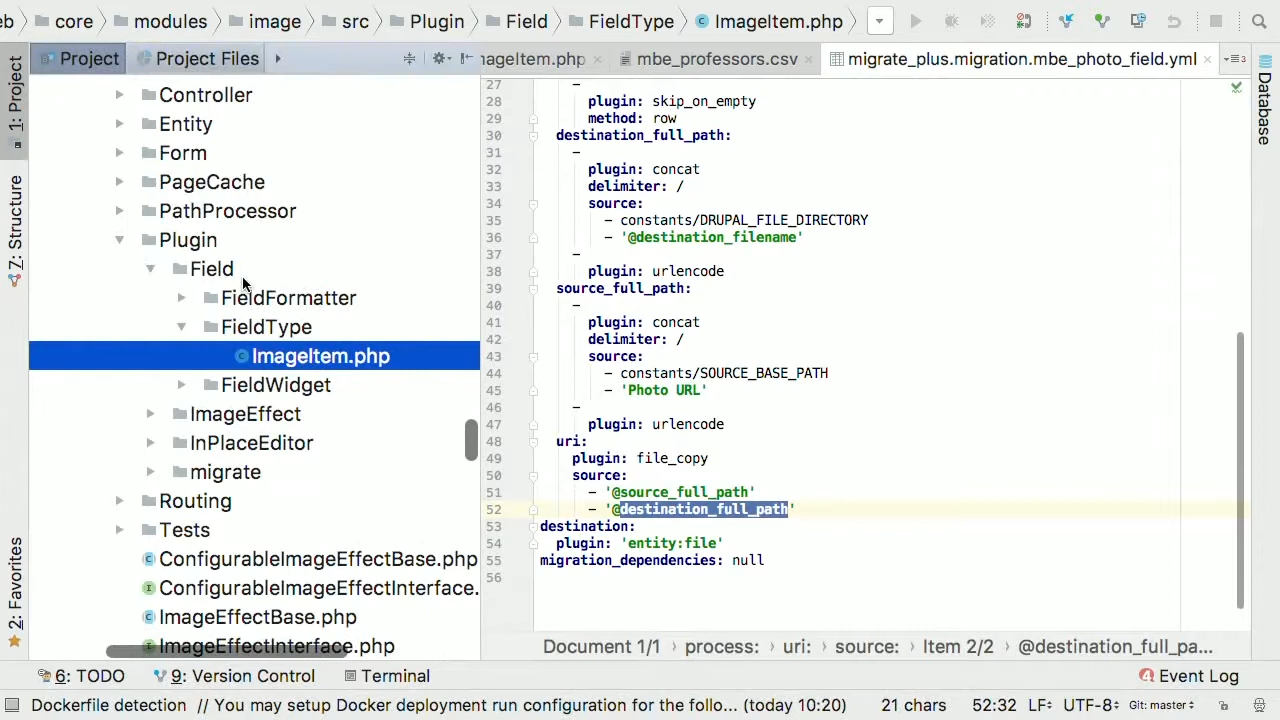 eb core modules image src Plugin Field FieldType ImageItem.php
1: Project
Z: Structure
2: Favorites
Project Project Files
Controller
Entity
Form
PageCache
PathProcessor
Plugin
Field
FieldFormatter
FieldType
ImageItem.php
FieldWidget
ImageEffect
InPlaceEditor
migrate
Routing
Tests
ConfigurableImageEffectBase.php
ConfigurableImageEffectInterface.
ImageEffectBase.php
ImageEffectInterface.php
nageItem.php mbe_professors.csv migrate_plus.migration.mbe_photo_field.yml
27 -
28 plugin: skip_on_empty
29 method: row
30 destination_full_path:
31 -
32 plugin: concat
33 delimiter: /
34 source:
35 - constants/DRUPAL_FILE_DIRECTORY
36 - '@destination_filename'
37 -
38 plugin: urlencode
39 source_full_path:
40 -
41 plugin: concat
42 delimiter: /
43 source:
44 - constants/SOURCE_BASE_PATH
45 - 'Photo URL'
46 -
47 plugin: urlencode
48 uri:
49 plugin: file_copy
50 source:
51 - '@source_full_path'
52 - '@destination_full_path'
53 destination:
54 plugin: 'entity:file'
55 migration_dependencies: null
56
Document 1/1 › process: › uri: › source: › Item 2/2 › @destination_full_pa...
Database
6: TODO 9: Version Control Terminal 4 Event Log
Dockerfile detection // You may setup Docker deployment run configuration for the follo... (today 10:20) 21 chars 52:32 LF UTF-8 Git: master